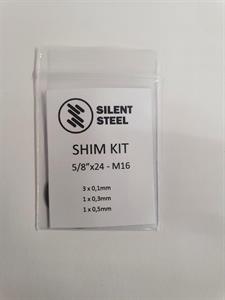 SILENT
STEEL
SHIM KIT
5/8"x24 - M16
3 x 0,1mm
1 x 0,3mm
1 x 0,5mm